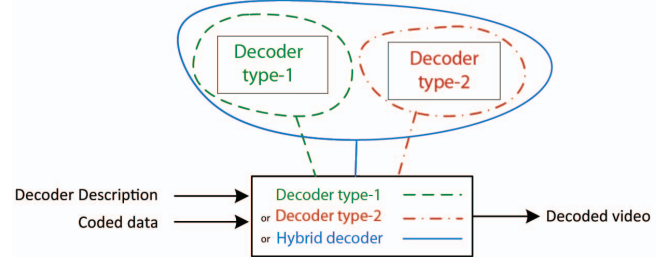 Decoder
type-1
Decoder
type-2
Decoder Description
Coded data
Decoder type-1
or Decoder type-2
or Hybrid decoder
Decoded video